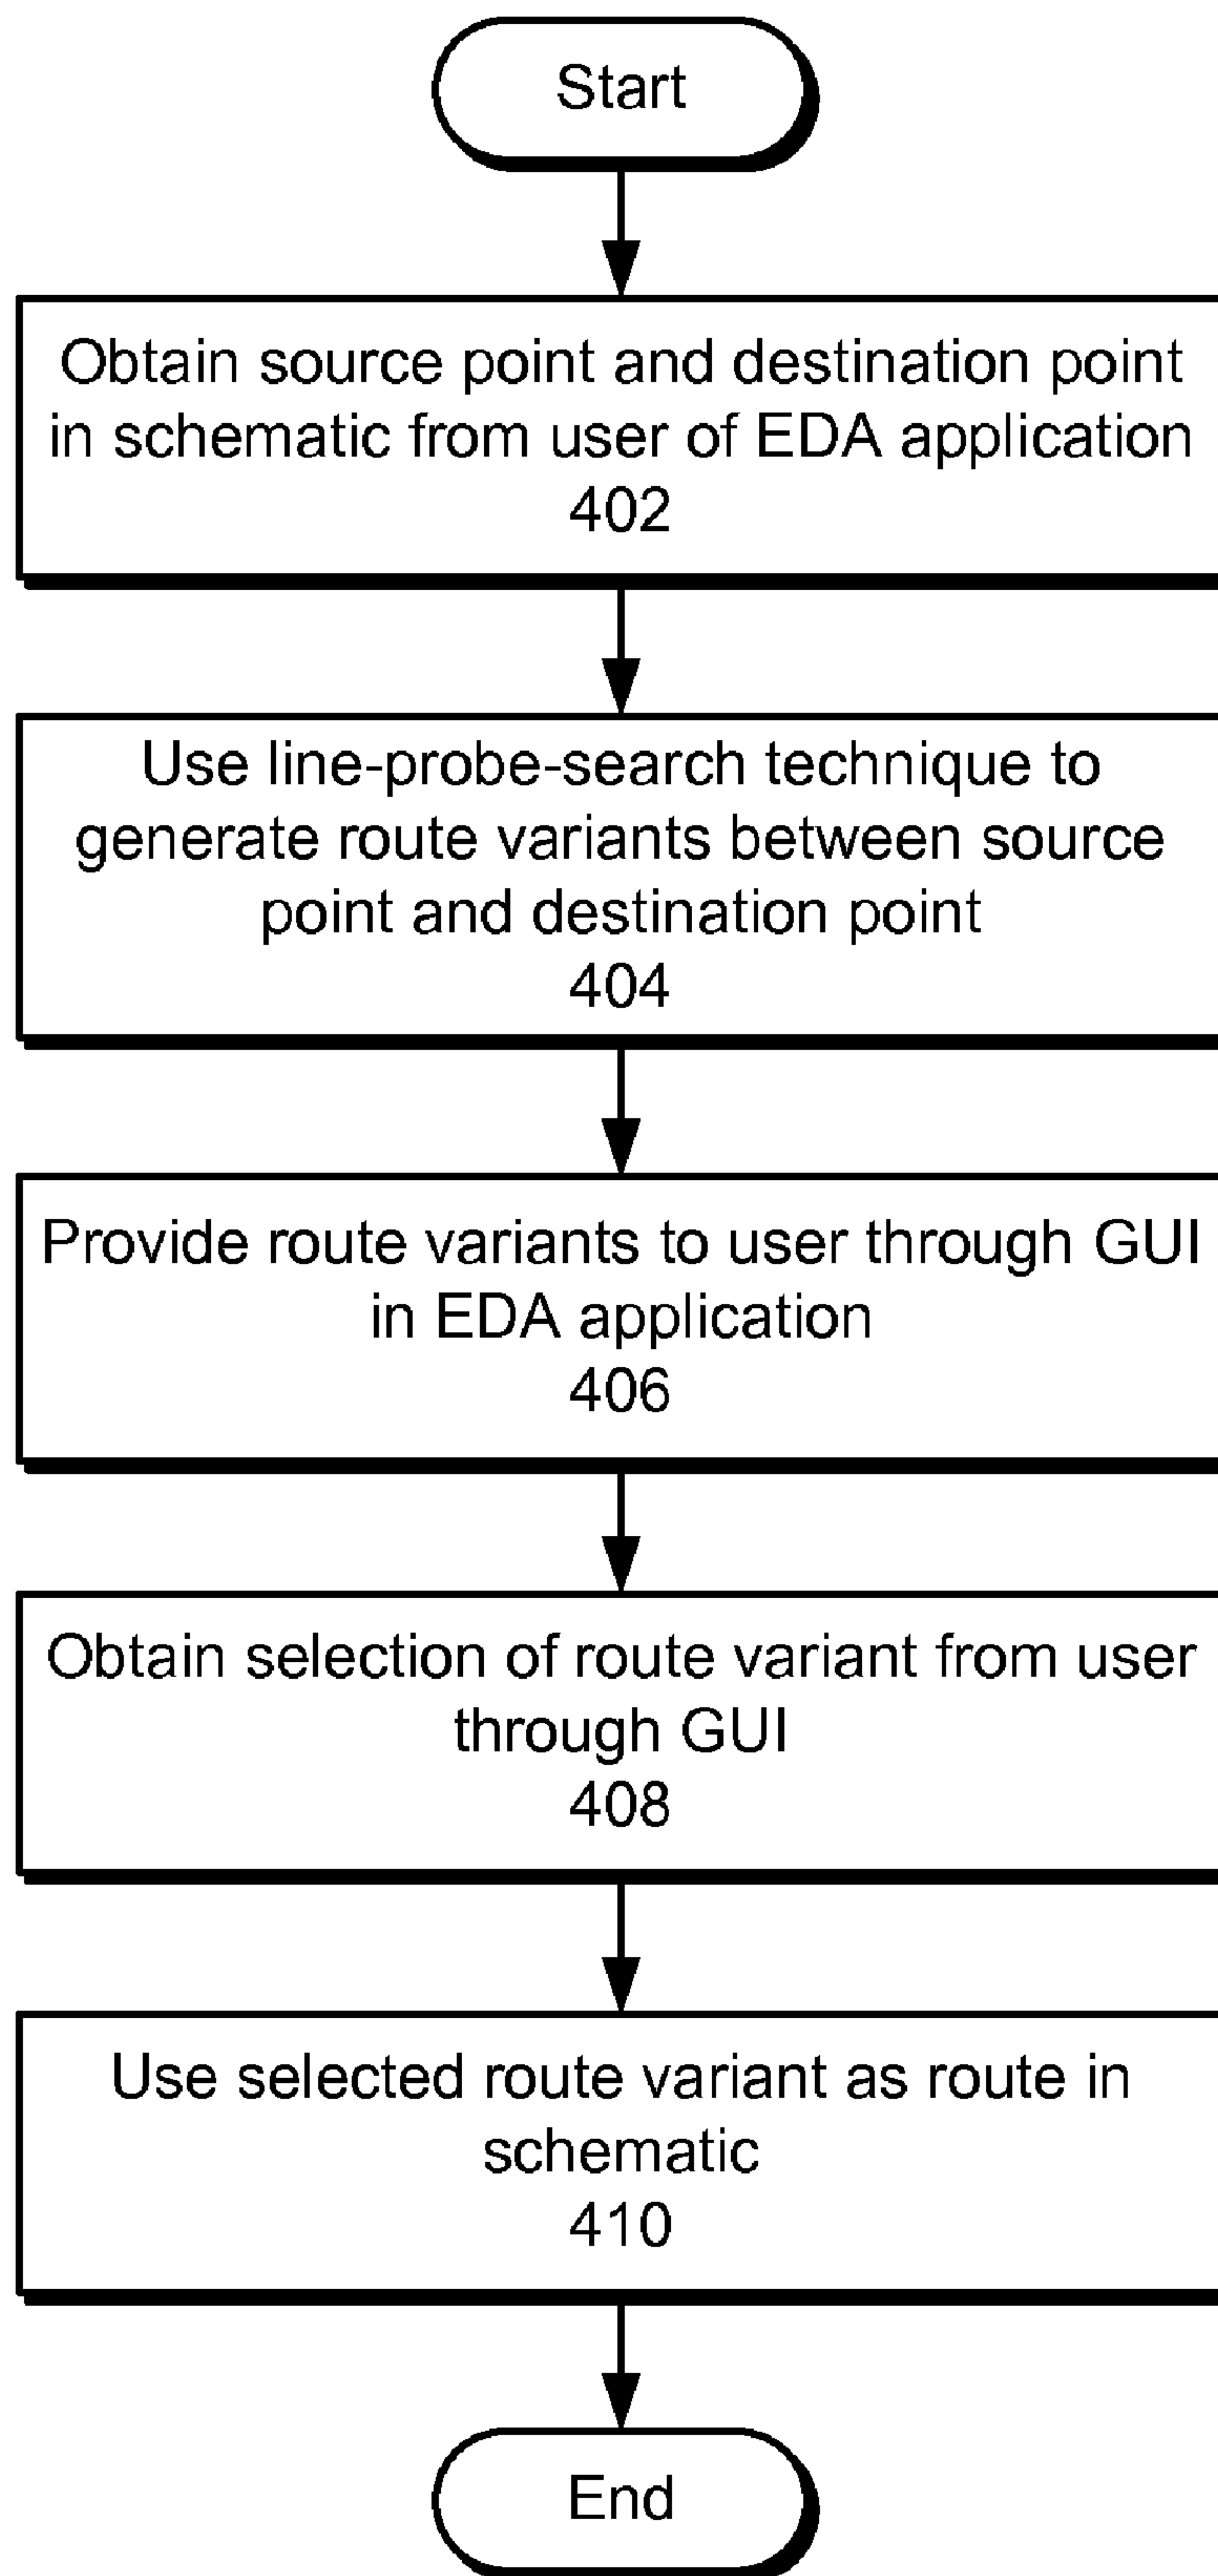 Start
Obtain source point and destination point
in schematic from user of EDA application
402
Use line-probe-search technique to
generate route variants between source
point and destination point
404
Provide route variants to user through GUI
in EDA application
406
Obtain selection of route variant from user
through GUI
408
Use selected route variant as route in
schematic
410
End